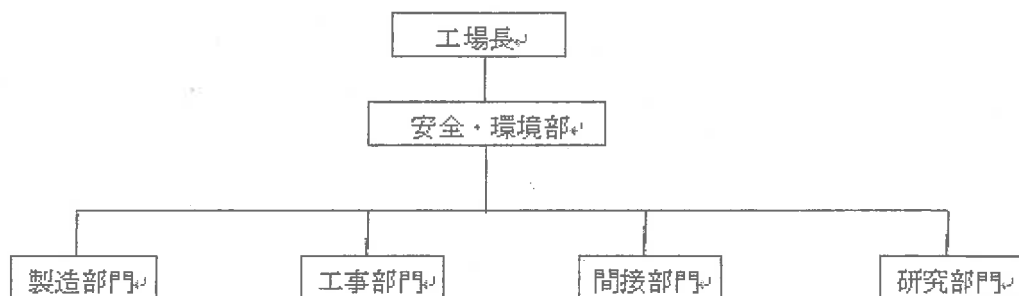 工場長
安全・環境部
製造部門
工事部門
間接部門
研究部門